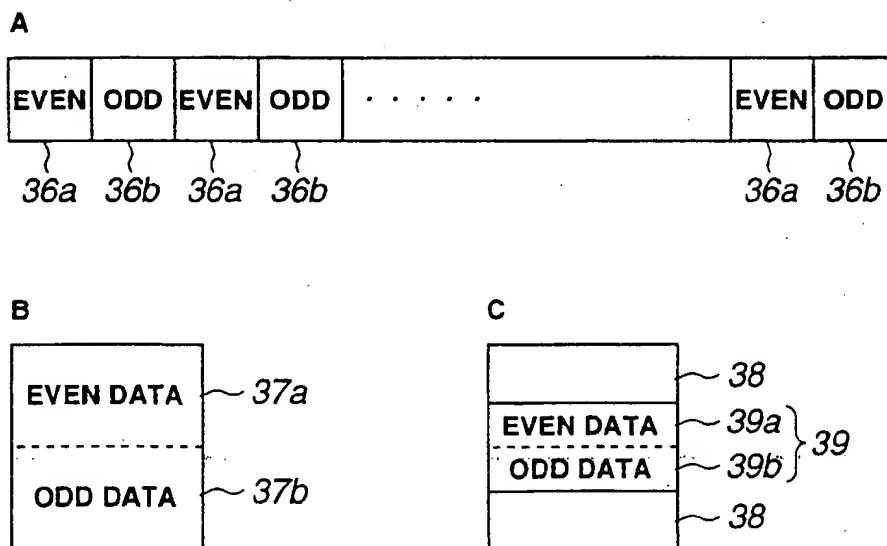 A
EVEN ODD EVEN ODD . . . . . EVEN ODD
36a 36b 36a 36b 36a 36b
B
EVEN DATA 37a
ODD DATA 37b
C
38
EVEN DATA 39a
39
ODD DATA 39b
38